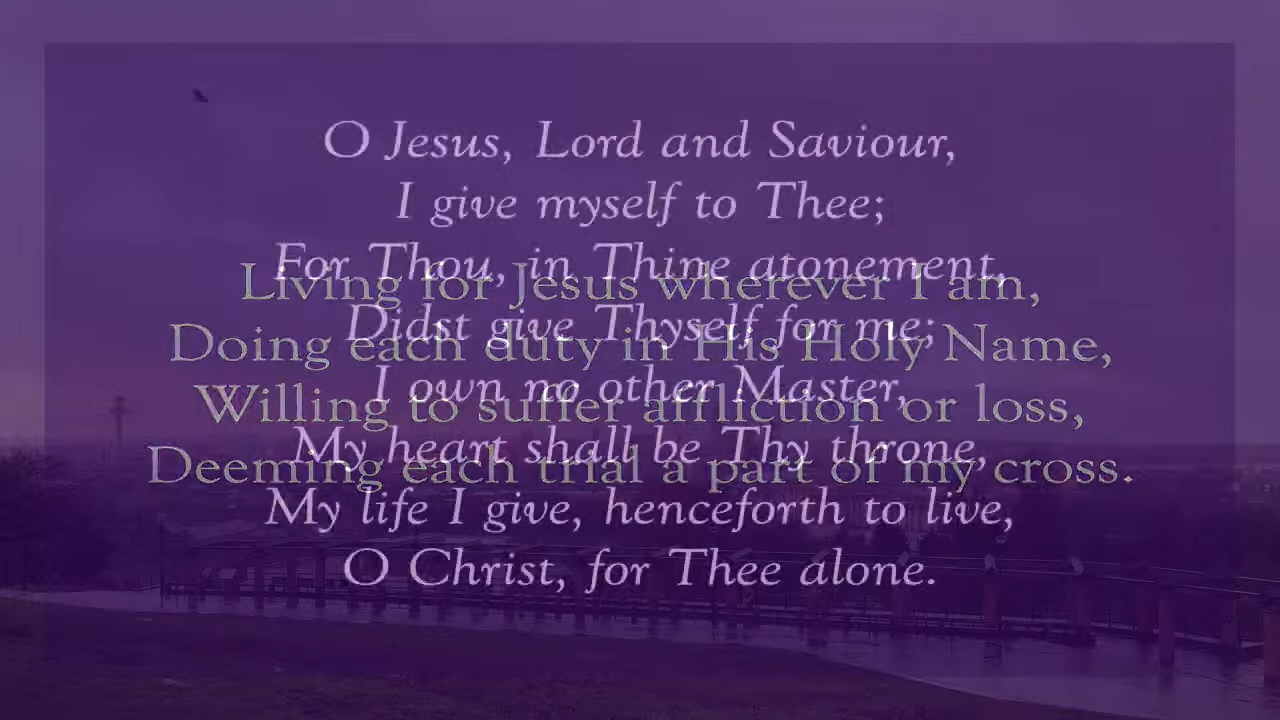 O Jesus, Lord and Saviour,
I give myself to Thee;
For Thou, in Thine atonement,
Didst give Thyself for me;
I own no other Master,
My heart shall be Thy throne,
My life I give, henceforth to live,
O Christ, for Thee alone.
Living for Jesus wherever I am,
Doing each duty in His Holy Name,
Willing to suffer affliction or loss,
Deeming each trial a part of my cross.